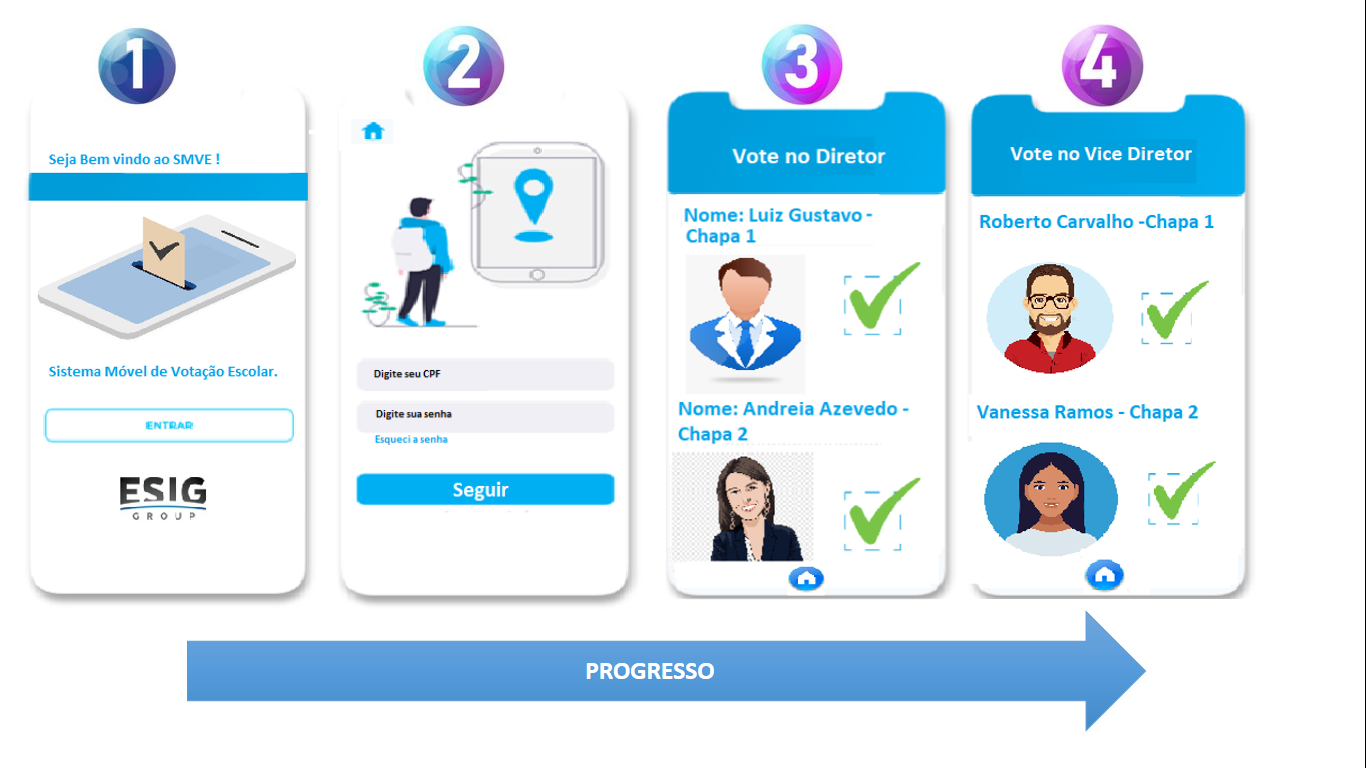 1
2
3
4
Seja Bem vindo ao SMVE !
Sistema Móvel de Votação Escolar.
ENTRAR
ESIG
GROUP
Digite seu CPF
Digite sua senha
Esqueci a senha
Seguir
Vote no Diretor
Nome: Luiz Gustavo -
Chapa 1
Nome: Andreia Azevedo -
Chapa 2
Vote no Vice Diretor
Roberto Carvalho -Chapa 1
Vanessa Ramos - Chapa 2
PROGRESSO